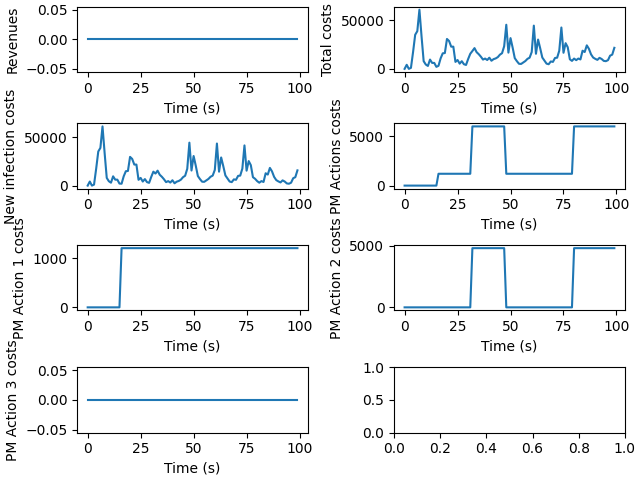 Revenues
0.05
0.00
−0.05
0 25 50 75 100
Time (s)
Total costs
50000
0
0 25 50 75 100
Time (s)
New infection costs
50000
0
0 25 50 75 100
Time (s)
PM Actions costs
5000
0
0 25 50 75 100
Time (s)
PM Action 1 costs
1000
0
0 25 50 75 100
Time (s)
PM Action 2 costs
5000
0
0 25 50 75 100
Time (s)
PM Action 3 costs
0.05
0.00
−0.05
0 25 50 75 100
Time (s)
1.0
0.5
0.0
0.0 0.2 0.4 0.6 0.8 1.0